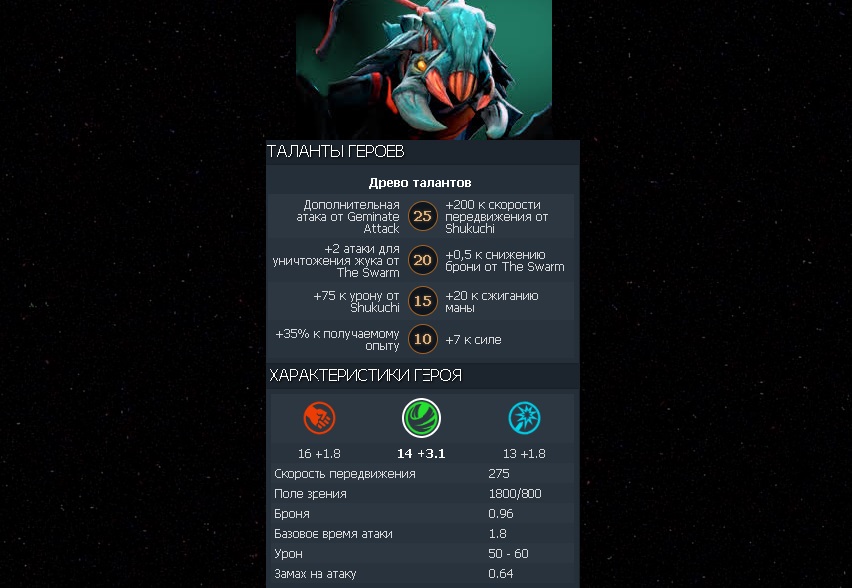 ТАЛАНТЫ ГЕРОЕВ
Древо талантов
Дополнительная
атака от Geminate
Attack
25
+200 к скорости
передвижения от
Shukuchi
+2 атаки для
уничтожения жука от
The Swarm
20
+0,5 к снижению
брони от The Swarm
+75 к урону от
Shukuchi
15
+20 к сжиганию
маны
+35% к получаемому
опыту
10
+7 к силе
ХАРАКТЕРИСТИКИ ГЕРОЯ
16 +1.8 14 +3.1 13 +1.8
Скорость передвижения 275
Поле зрения 1800/800
Броня 0.96
Базовое время атаки 1.8
Урон 50 - 60
Замах на атаку 0.64